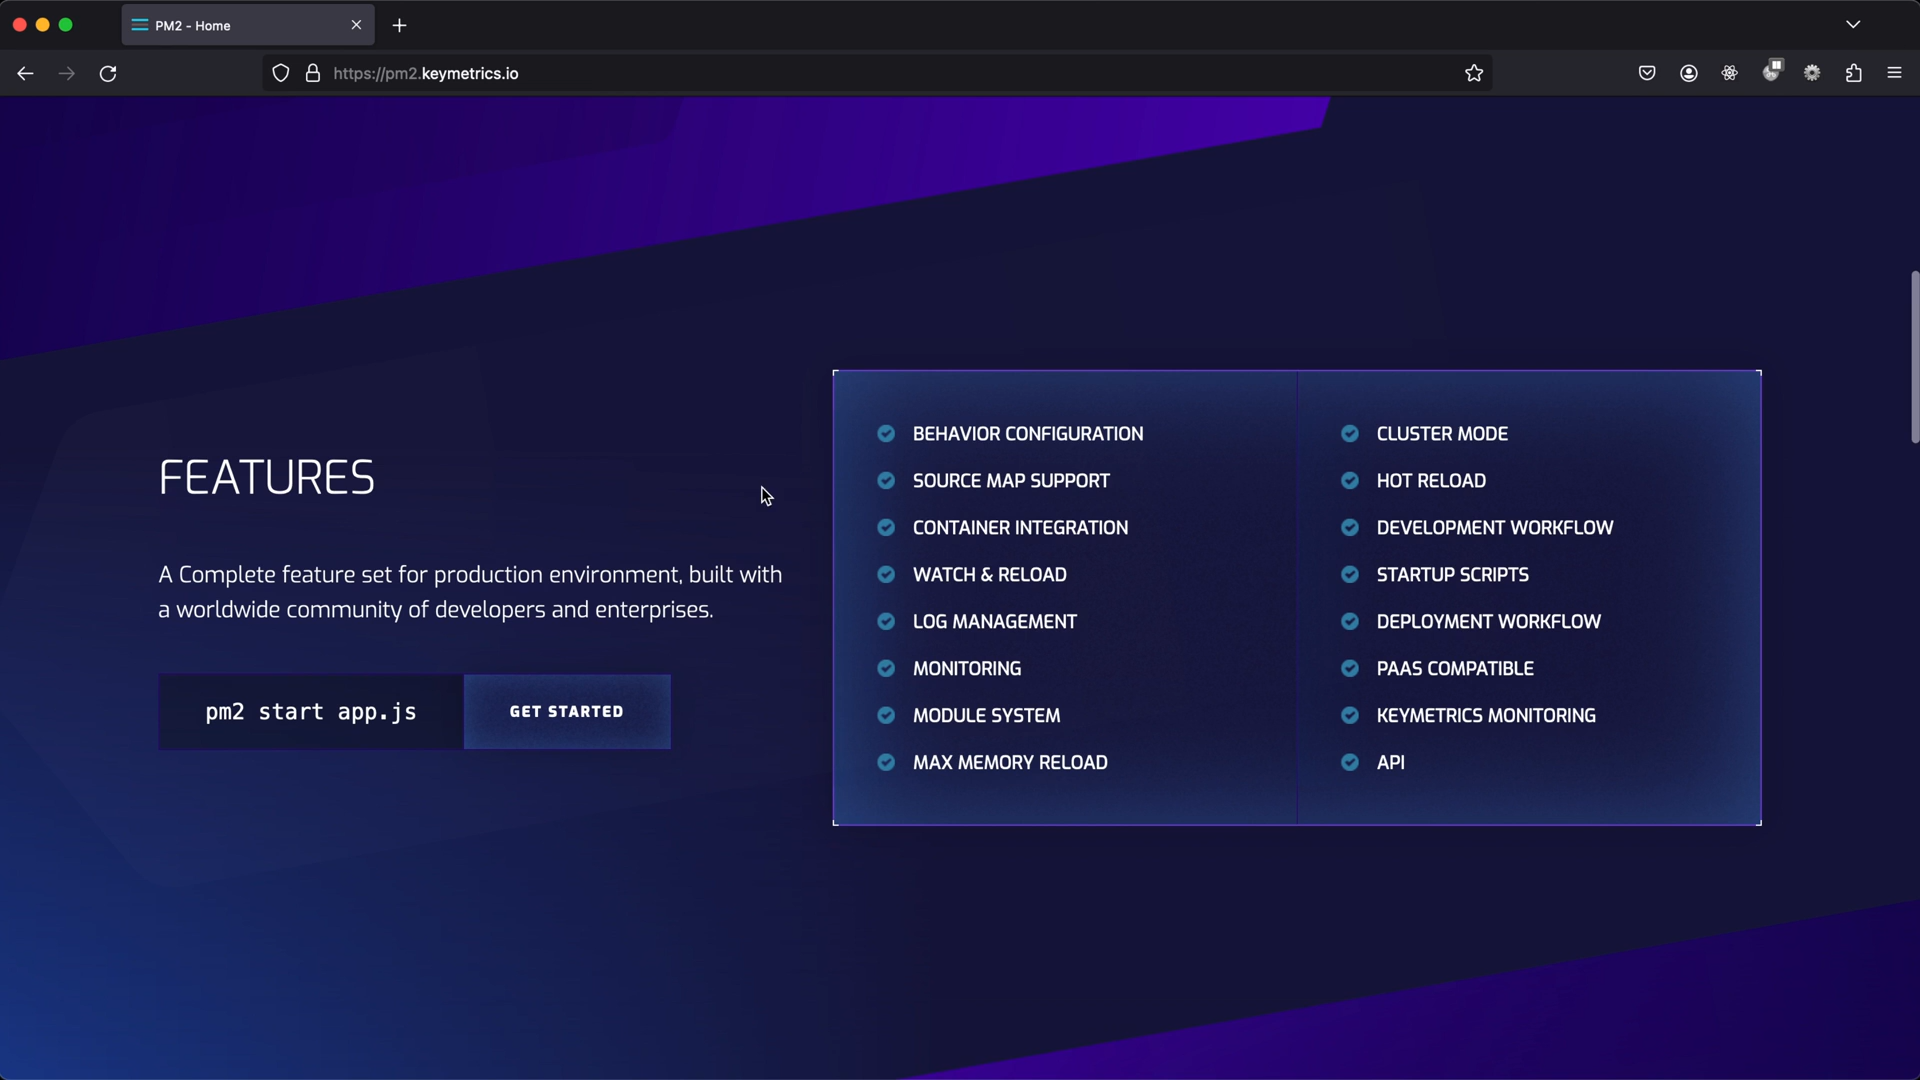 PM2 - Home
https://pm2.keymetrics.io
FEATURES
A Complete feature set for production environment, built with
a worldwide community of developers and enterprises.
pm2 start app.js
GET STARTED
BEHAVIOR CONFIGURATION
SOURCE MAP SUPPORT
CONTAINER INTEGRATION
WATCH & RELOAD
LOG MANAGEMENT
MONITORING
MODULE SYSTEM
MAX MEMORY RELOAD
CLUSTER MODE
HOT RELOAD
DEVELOPMENT WORKFLOW
STARTUP SCRIPTS
DEPLOYMENT WORKFLOW
PAAS COMPATIBLE
KEYMETRICS MONITORING
API